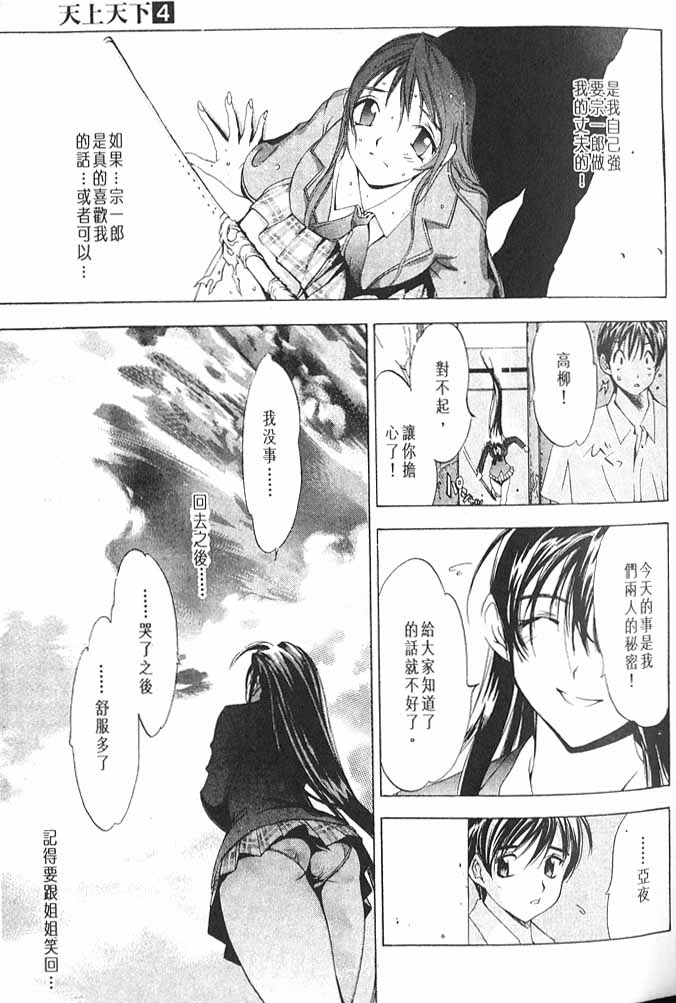 天上天下4
是我自己強
要宗一郎做
我的丈夫的！
如果…宗一郎
是真的喜歡我
的話…或者可以…
高柳！
對不起，
讓你擔
心了！
今天的事是我
們兩人的秘密！
給大家知道了
的話就不好了。
……亞夜
我没事……
回去之後……
……哭了之後
……舒服多了
記得要跟姐姐笑回…